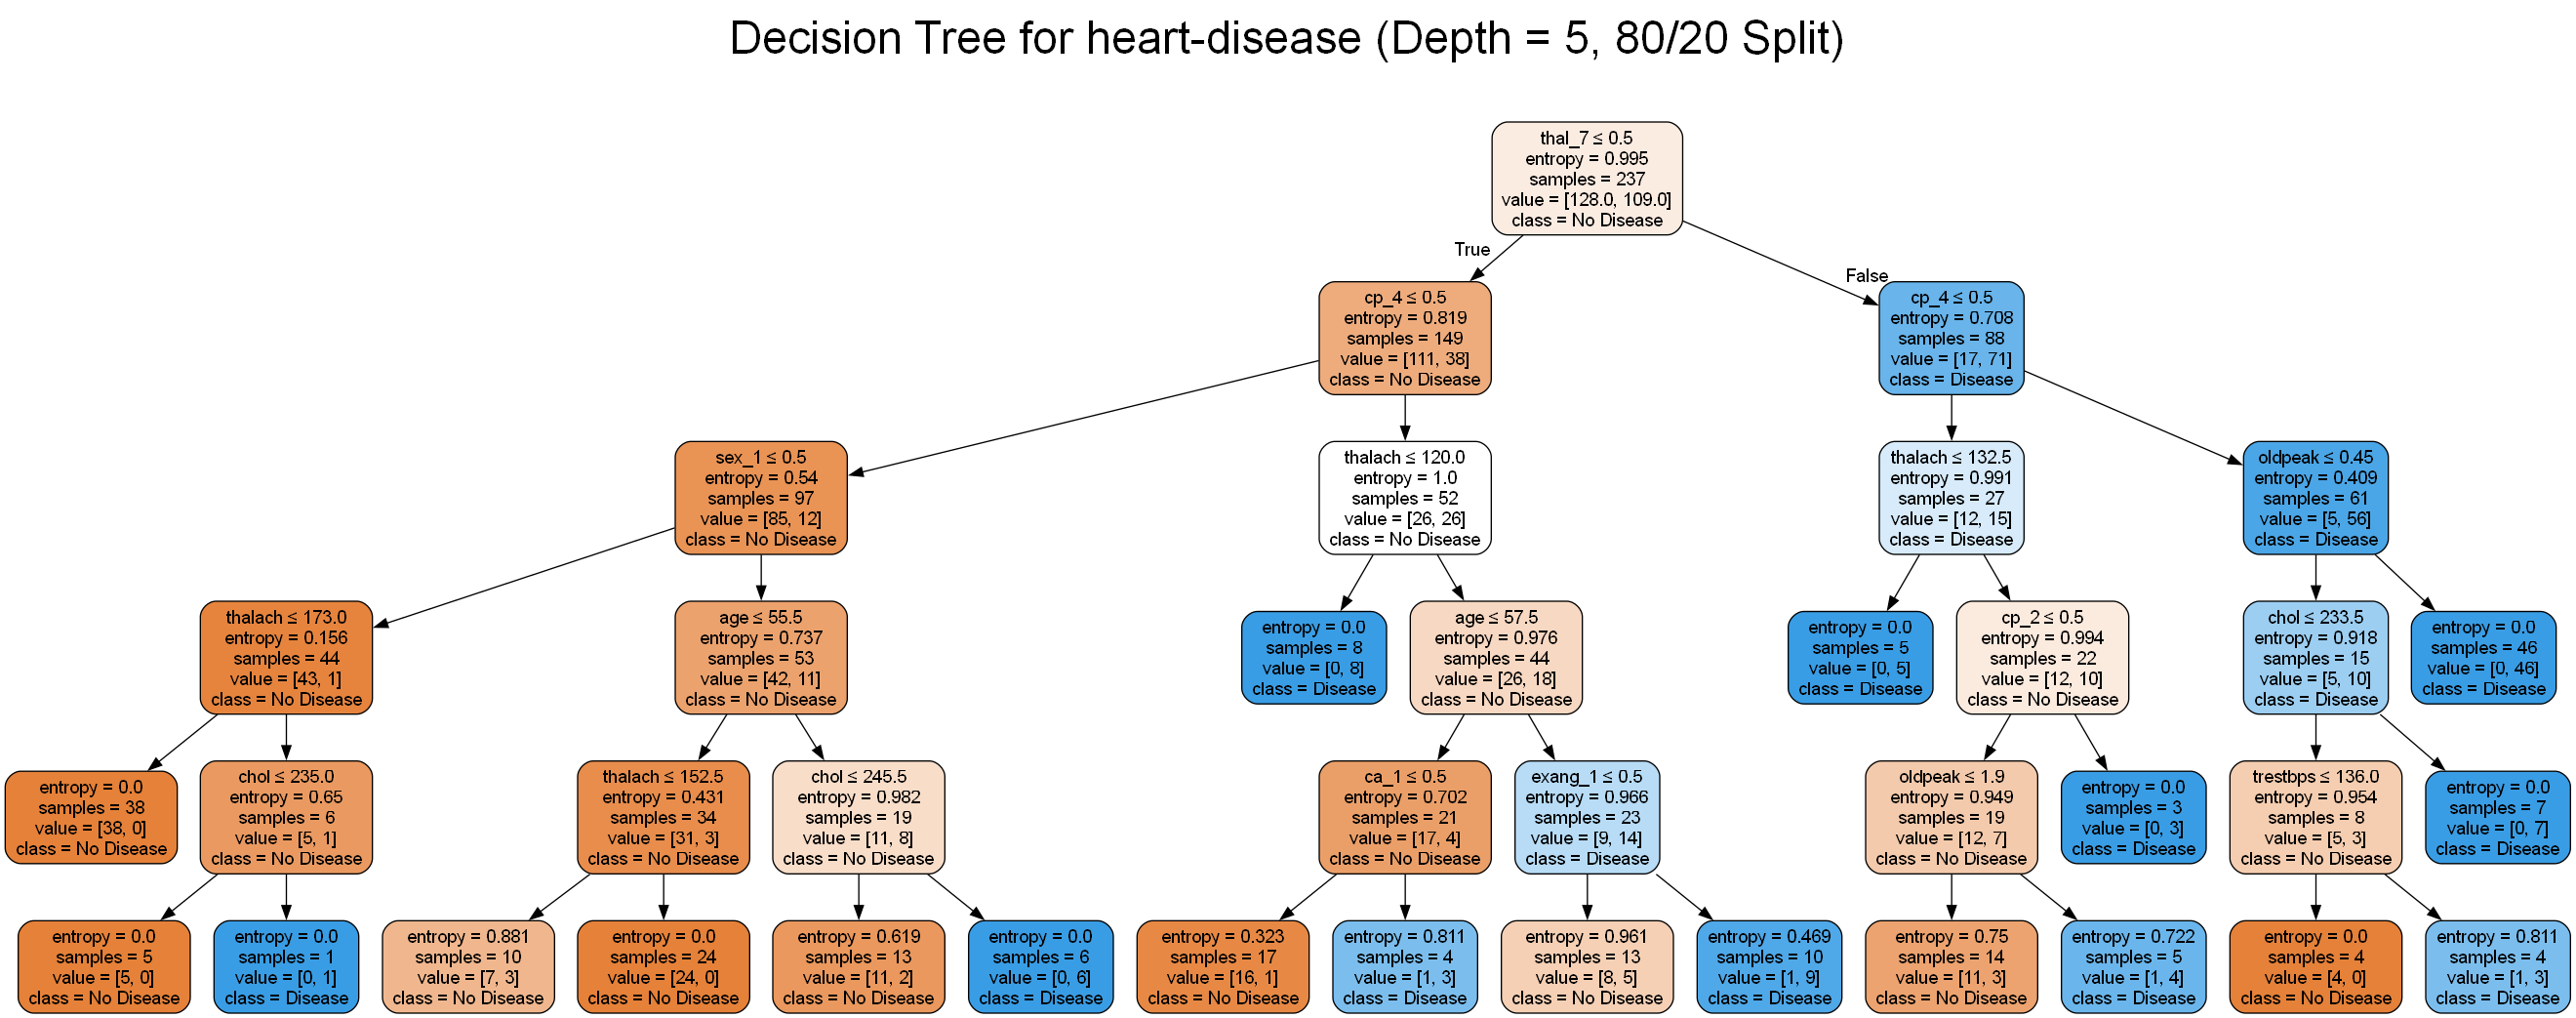 Decision Tree for heart-disease (Depth = 5, 80/20 Split)
thal_7 ≤ 0.5
entropy = 0.995
samples = 237
value = [128.0, 109.0]
class = No Disease
True
False
cp_4 ≤ 0.5
entropy = 0.819
samples = 149
value = [111, 38]
class = No Disease
cp_4 ≤ 0.5
entropy = 0.708
samples = 88
value = [17, 71]
class = Disease
sex_1 ≤ 0.5
entropy = 0.54
samples = 97
value = [85, 12]
class = No Disease
thalach ≤ 120.0
entropy = 1.0
samples = 52
value = [26, 26]
class = No Disease
thalach ≤ 132.5
entropy = 0.991
samples = 27
value = [12, 15]
class = Disease
oldpeak ≤ 0.45
entropy = 0.409
samples = 61
value = [5, 56]
class = Disease
thalach ≤ 173.0
entropy = 0.156
samples = 44
value = [43, 1]
class = No Disease
age ≤ 55.5
entropy = 0.737
samples = 53
value = [42, 11]
class = No Disease
entropy = 0.0
samples = 8
value = [0, 8]
class = Disease
age ≤ 57.5
entropy = 0.976
samples = 44
value = [26, 18]
class = No Disease
entropy = 0.0
samples = 5
value = [0, 5]
class = Disease
cp_2 ≤ 0.5
entropy = 0.994
samples = 22
value = [12, 10]
class = No Disease
chol ≤ 233.5
entropy = 0.918
samples = 15
value = [5, 10]
class = Disease
entropy = 0.0
samples = 46
value = [0, 46]
class = Disease
entropy = 0.0
samples = 38
value = [38, 0]
class = No Disease
chol ≤ 235.0
entropy = 0.65
samples = 6
value = [5, 1]
class = No Disease
thalach ≤ 152.5
entropy = 0.431
samples = 34
value = [31, 3]
class = No Disease
chol ≤ 245.5
entropy = 0.982
samples = 19
value = [11, 8]
class = No Disease
ca_1 ≤ 0.5
entropy = 0.702
samples = 21
value = [17, 4]
class = No Disease
exang_1 ≤ 0.5
entropy = 0.966
samples = 23
value = [9, 14]
class = Disease
oldpeak ≤ 1.9
entropy = 0.949
samples = 19
value = [12, 7]
class = No Disease
entropy = 0.0
samples = 3
value = [0, 3]
class = Disease
trestbps ≤ 136.0
entropy = 0.954
samples = 8
value = [5, 3]
class = No Disease
entropy = 0.0
samples = 7
value = [0, 7]
class = Disease
entropy = 0.0
samples = 5
value = [5, 0]
class = No Disease
entropy = 0.0
samples = 1
value = [0, 1]
class = Disease
entropy = 0.881
samples = 10
value = [7, 3]
class = No Disease
entropy = 0.0
samples = 24
value = [24, 0]
class = No Disease
entropy = 0.619
samples = 13
value = [11, 2]
class = No Disease
entropy = 0.0
samples = 6
value = [0, 6]
class = Disease
entropy = 0.323
samples = 17
value = [16, 1]
class = No Disease
entropy = 0.811
samples = 4
value = [1, 3]
class = Disease
entropy = 0.961
samples = 13
value = [8, 5]
class = No Disease
entropy = 0.469
samples = 10
value = [1, 9]
class = Disease
entropy = 0.75
samples = 14
value = [11, 3]
class = No Disease
entropy = 0.722
samples = 5
value = [1, 4]
class = Disease
entropy = 0.0
samples = 4
value = [4, 0]
class = No Disease
entropy = 0.811
samples = 4
value = [1, 3]
class = Disease